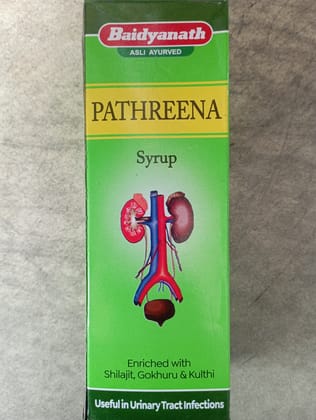 Baidyanath
ASLI AYURVED
PATHREENA
Syrup
Enriched with
Shilajit, Gokhuru & Kulthi
Useful in Urinary Tract Infections